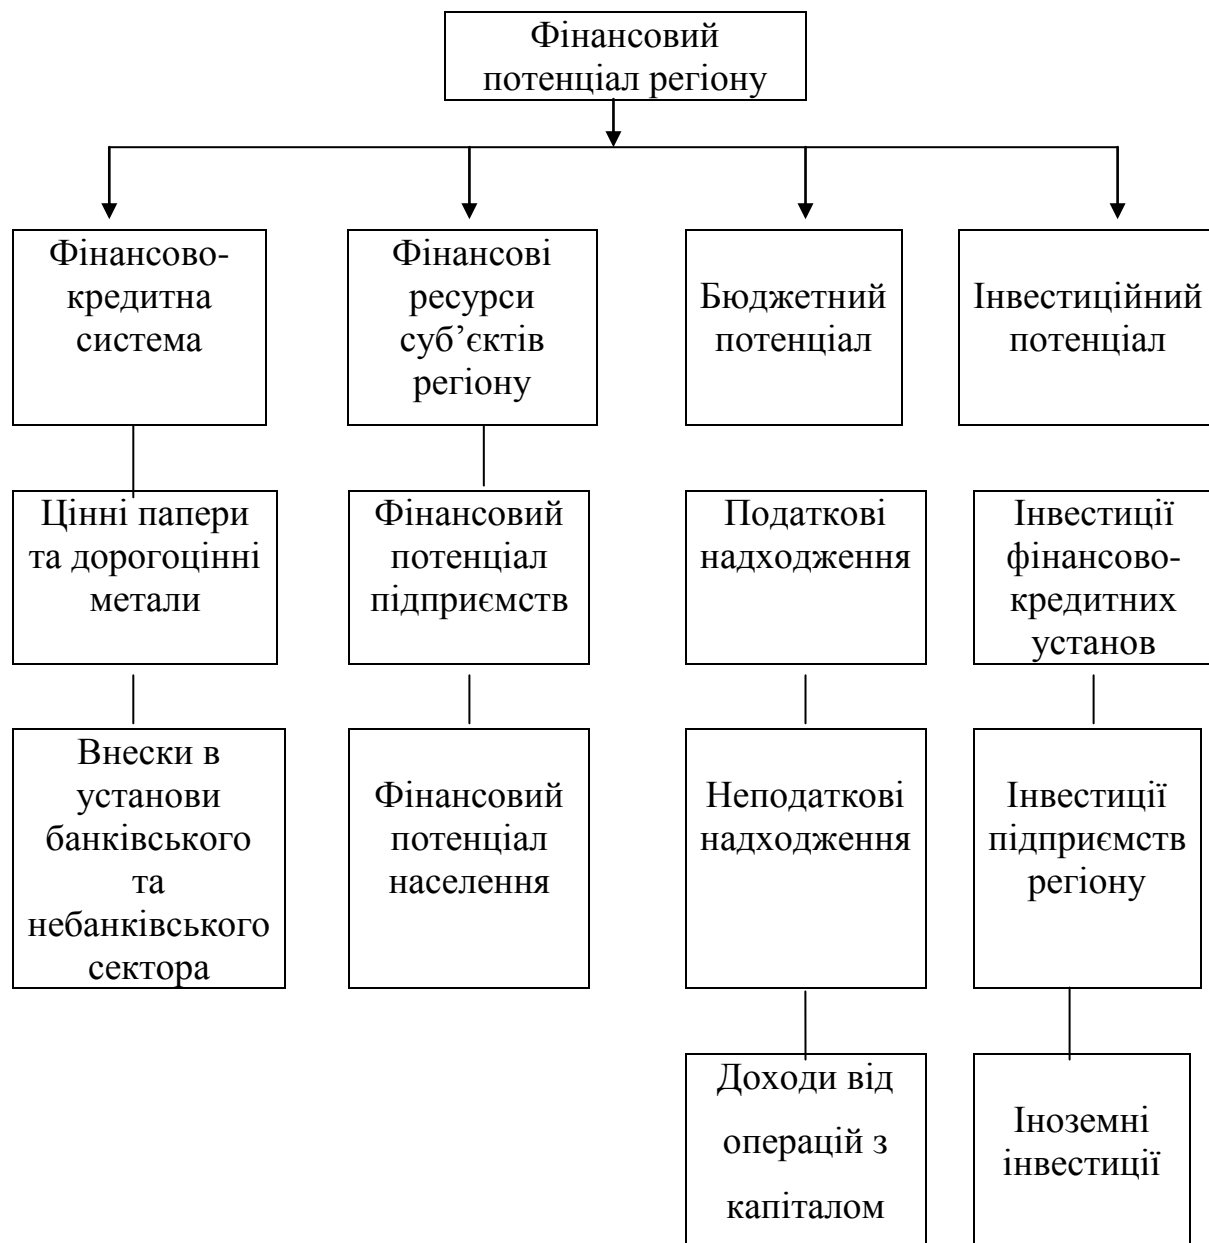 Фінансовий
потенціал регіону
Фінансово-
кредитна
система
Фінансові
ресурси
суб’єктів
регіону
Бюджетний
потенціал
Інвестиційний
потенціал
Цінні папери
та дорогоцінні
метали
Фінансовий
потенціал
підприємств
Податкові
надходження
Інвестиції
фінансово-
кредитних
установ
Внески в
установи
банківського
та
небанківського
сектора
Фінансовий
потенціал
населення
Неподаткові
надходження
Інвестиції
підприємств
регіону
Доходи від
операцій з
капіталом
Іноземні
інвестиції